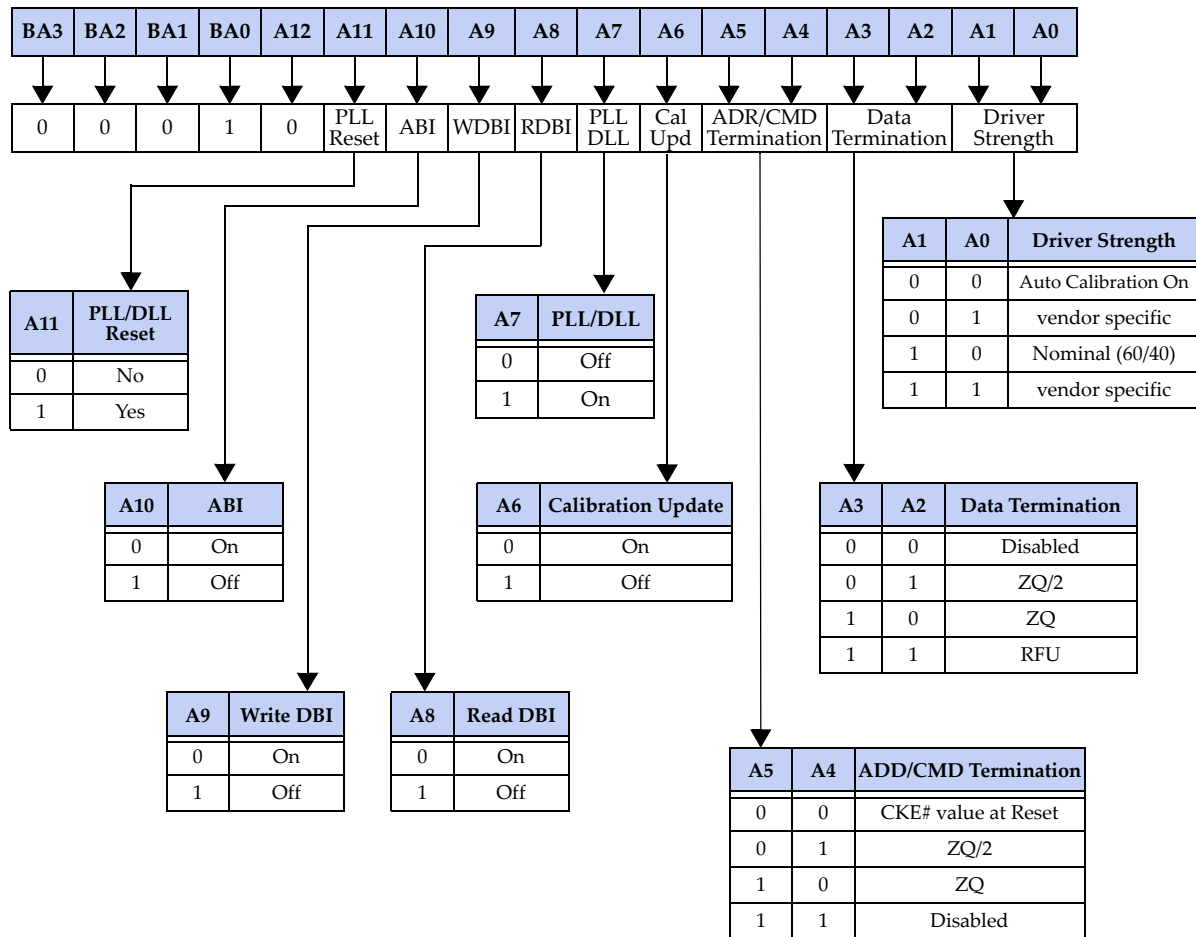 BA3 BA2 BA1 BA0 A12 A11 A10 A9 A8 A7 A6 A5 A4 A3 A2 A1 A0
0 0 0 1 0 PLL Reset ABI WDBI RDBI PLL DLL Cal Upd ADR/CMD Termination Data Termination Driver Strength
A1 A0 Driver Strength
0 0 Auto Calibration On
0 1 vendor specific
1 0 Nominal (60/40)
1 1 vendor specific
A11 PLL/DLL Reset
0 No
1 Yes
A7 PLL/DLL
0 Off
1 On
A10 ABI
0 On
1 Off
A6 Calibration Update
0 On
1 Off
A3 A2 Data Termination
0 0 Disabled
0 1 ZQ/2
1 0 ZQ
1 1 RFU
A9 Write DBI
0 On
1 Off
A8 Read DBI
0 On
1 Off
A5 A4 ADD/CMD Termination
0 0 CKE# value at Reset
0 1 ZQ/2
1 0 ZQ
1 1 Disabled